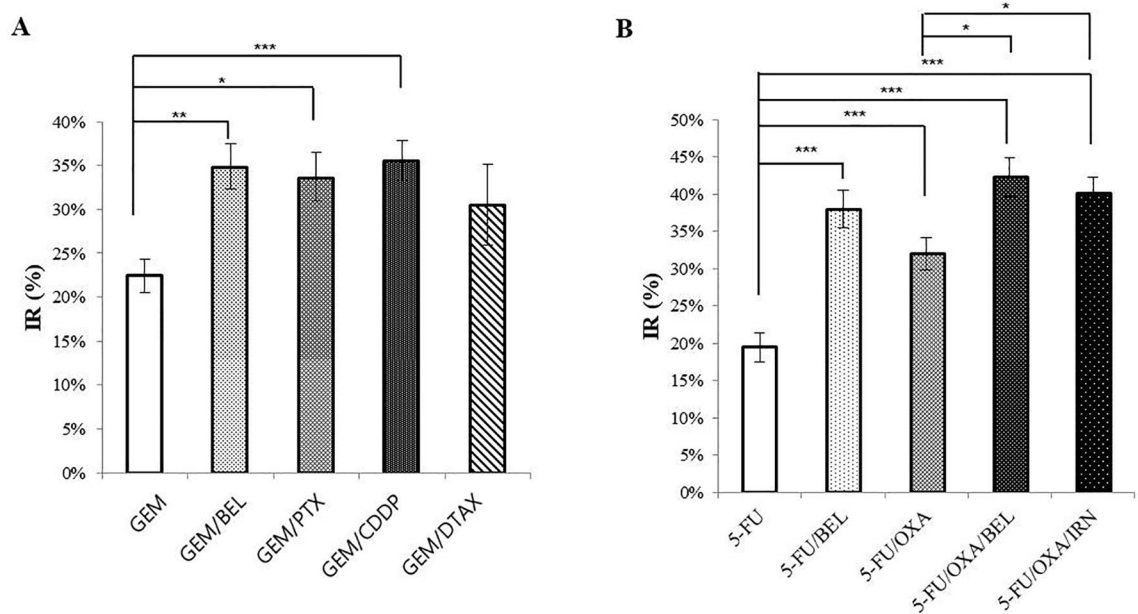 A
***
*
**
40%
35%
30%
25%
20%
15%
10%
5%
0%
IR (%)
GEM
GEM/BEL
GEM/PTX
GEM/CDDP
GEM/DTAX
B
*
*
***
***
***
***
50%
45%
40%
35%
30%
25%
20%
15%
10%
5%
0%
IR (%)
5-FU
5-FU/BEL
5-FU/OXA
5-FU/OXA/BEL
5-FU/OXA/IRN